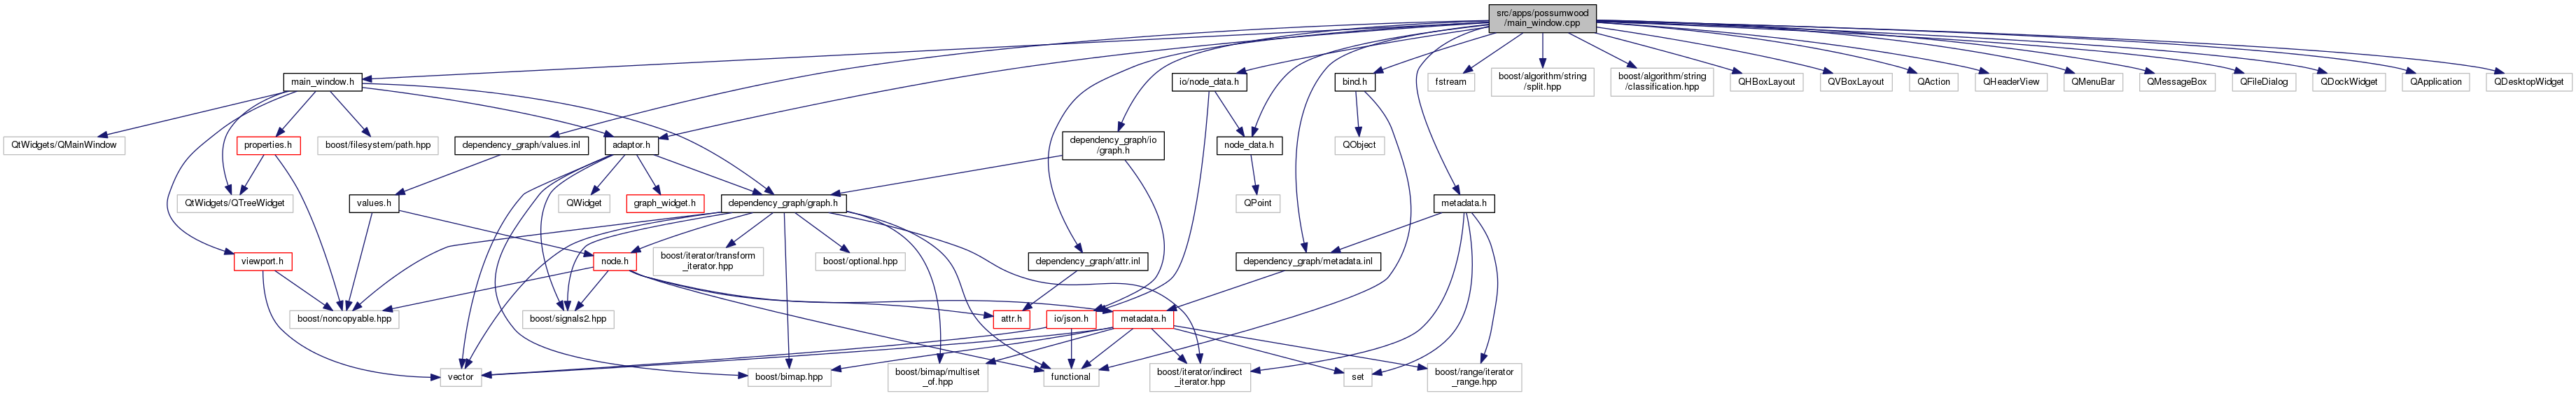 src/apps/possumwood
/main_window.cpp
main_window.h
io/node_data.h
bind.h
fstream
boost/algorithm/string
/split.hpp
boost/algorithm/string
/classification.hpp
QHBoxLayout
QVBoxLayout
QAction
QHeaderView
QMenuBar
QMessageBox
QFileDialog
QDockWidget
QApplication
QDesktopWidget
QtWidgets/QMainWindow
properties.h
boost/filesystem/path.hpp
dependency_graph/values.inl
adaptor.h
dependency_graph/io
/graph.h
node_data.h
QObject
QtWidgets/QTreeWidget
values.h
QWidget
graph_widget.h
dependency_graph/graph.h
QPoint
metadata.h
viewport.h
node.h
boost/iterator/transform
_iterator.hpp
boost/optional.hpp
dependency_graph/attr.inl
dependency_graph/metadata.inl
boost/noncopyable.hpp
boost/signals2.hpp
attr.h
io/json.h
metadata.h
vector
boost/bimap.hpp
boost/bimap/multiset
_of.hpp
functional
boost/iterator/indirect
_iterator.hpp
set
boost/range/iterator
_range.hpp